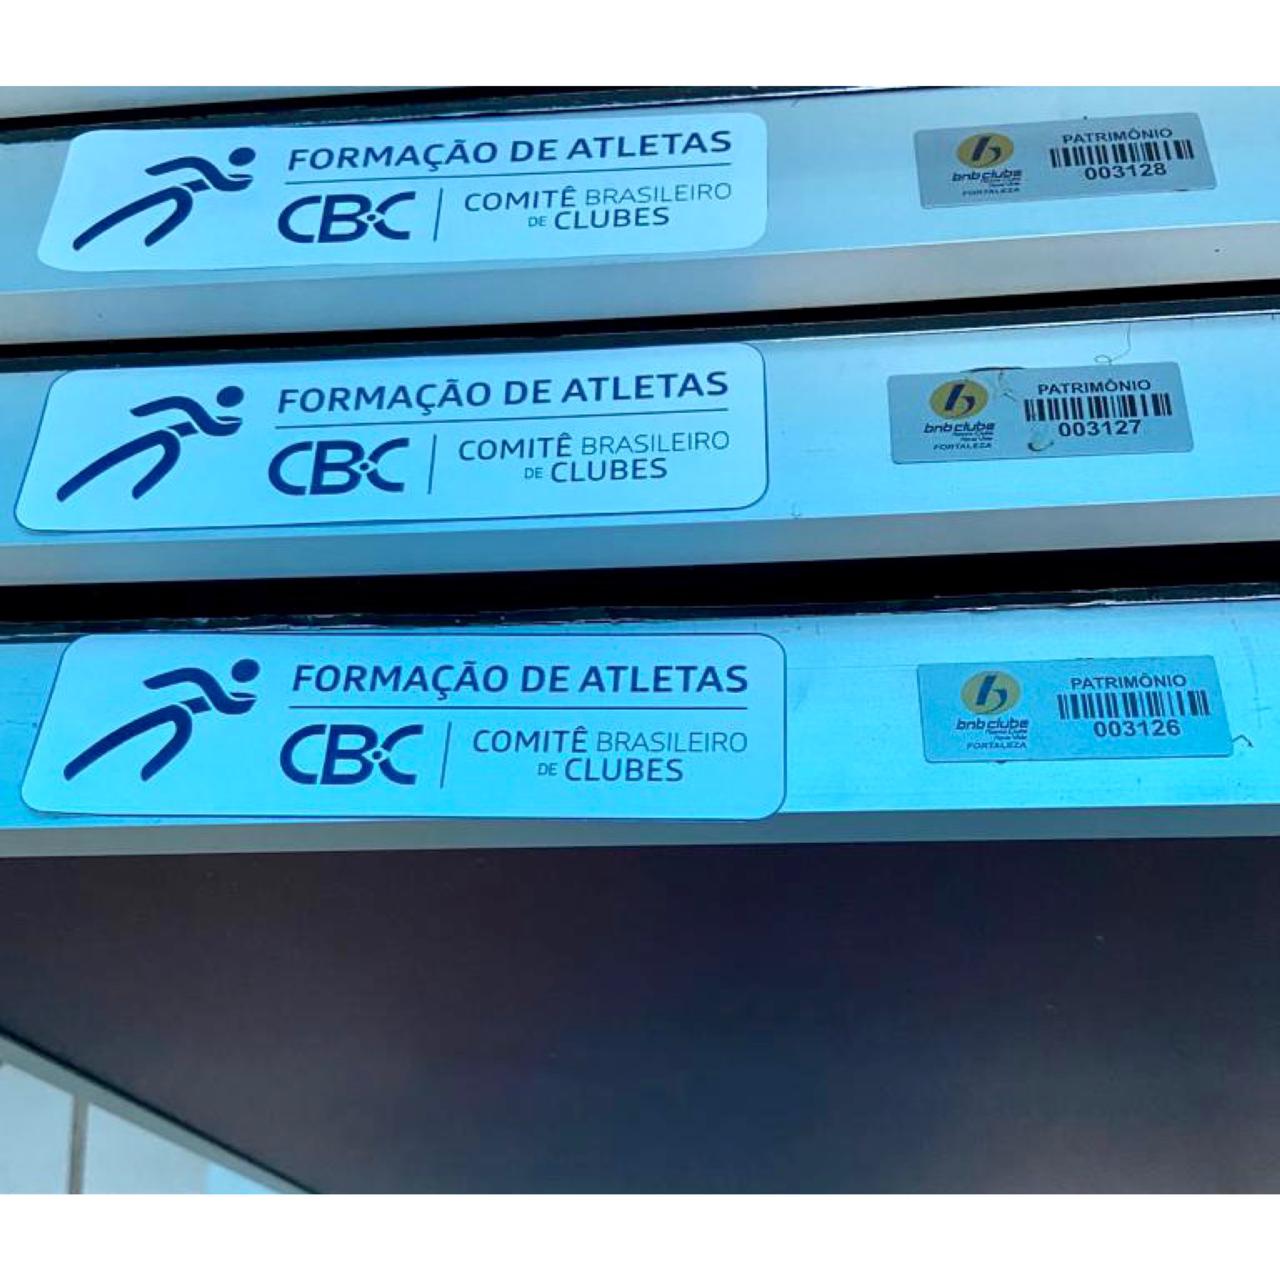 FORMAÇÃO DE ATLETAS
CBC
COMITÊ BRASILEIRO
DE CLUBES
PATRIMÔNIO
003128
bnb clube
FORTALEZA
FORMAÇÃO DE ATLETAS
CBC
COMITÊ BRASILEIRO
DE CLUBES
PATRIMÔNIO
003127
bnb clube
FORTALEZA
FORMAÇÃO DE ATLETAS
CBC
COMITÊ BRASILEIRO
DE CLUBES
PATRIMÔNIO
003126
bnb clube
FORTALEZA